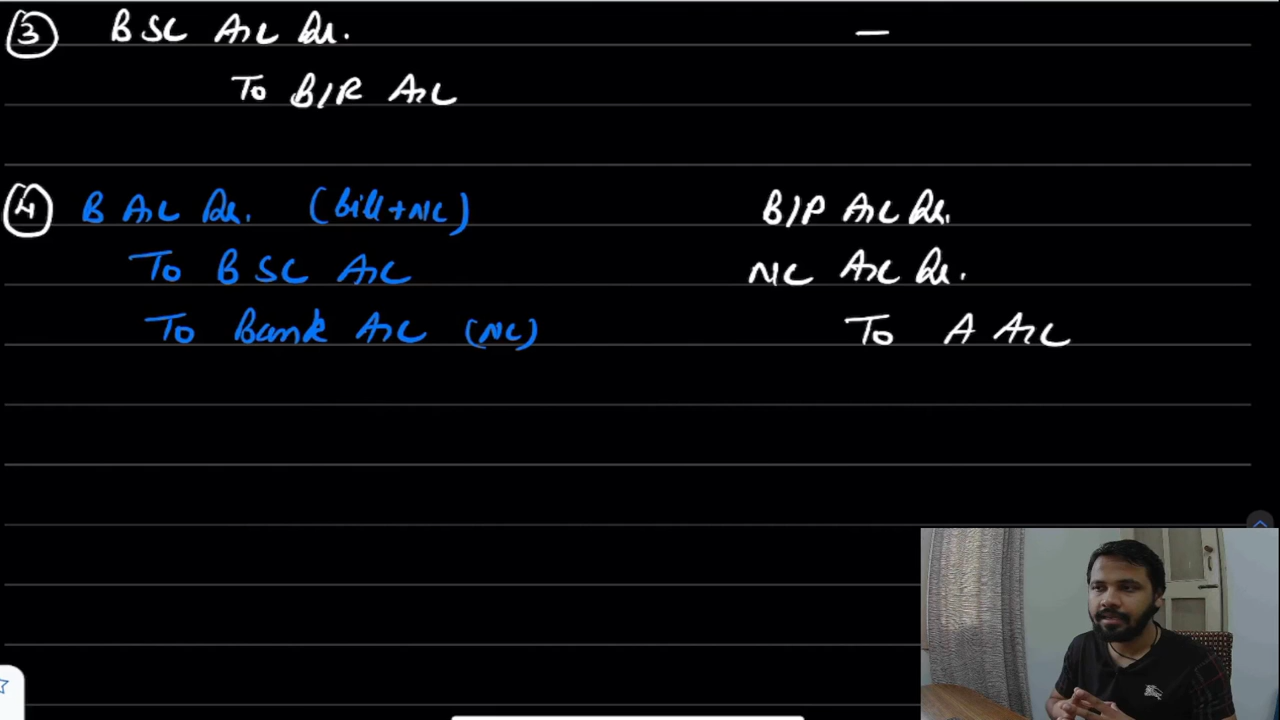 3 BSC A/C Dr. —
To B/R A/C
4 B A/C Dr. (bill+NC) B/P A/C Dr.
To BSC A/C NC A/C Dr.
To Bank A/C (NC) To A A/C